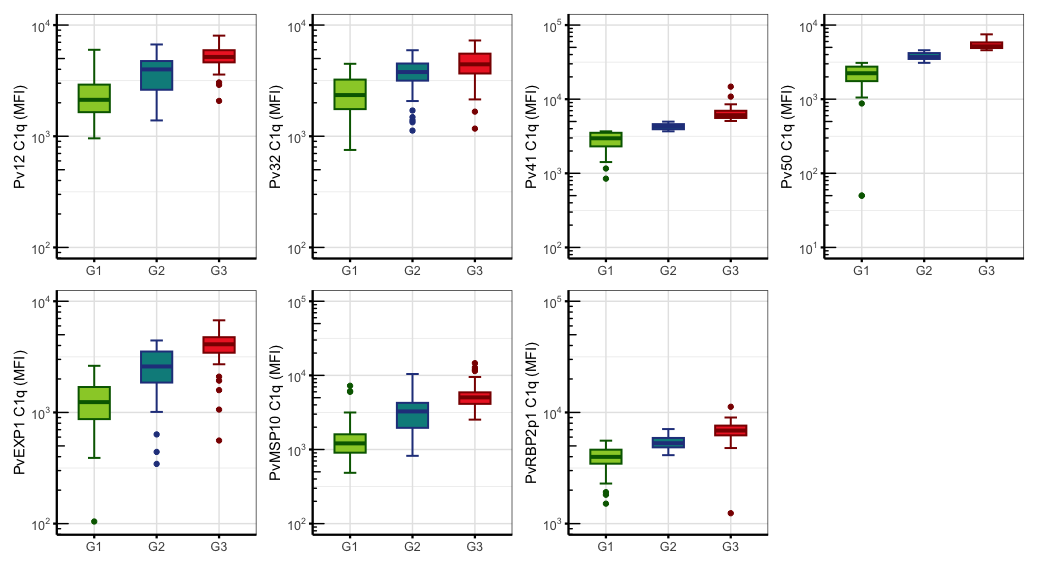 Pv12 C1q (MFI)
10⁴
10³
10²
G1 G2 G3
Pv32 C1q (MFI)
10⁴
10³
10²
G1 G2 G3
Pv41 C1q (MFI)
10⁵
10⁴
10³
10²
G1 G2 G3
Pv50 C1q (MFI)
10⁴
10³
10²
10¹
G1 G2 G3
PvEXP1 C1q (MFI)
10⁴
10³
10²
G1 G2 G3
PvMSP10 C1q (MFI)
10⁵
10⁴
10³
10²
G1 G2 G3
PvRBP2p1 C1q (MFI)
10⁵
10⁴
10³
G1 G2 G3